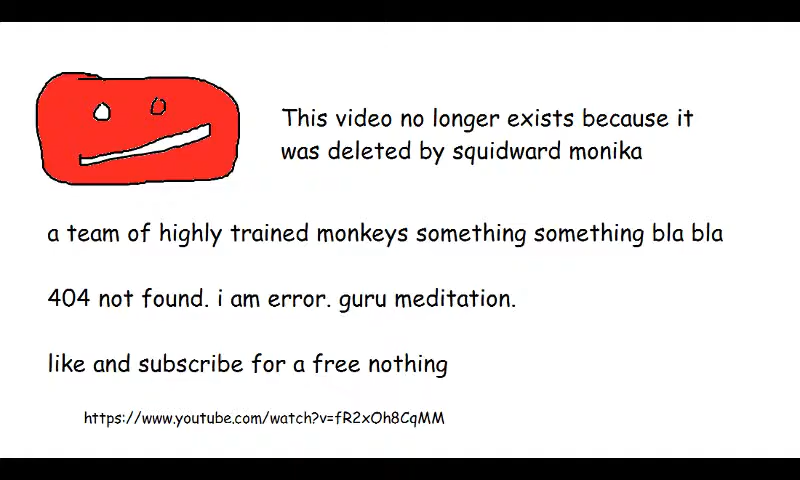 This video no longer exists because it
was deleted by squidward monika
a team of highly trained monkeys something something bla bla
404 not found. i am error. guru meditation.
like and subscribe for a free nothing
https://www.youtube.com/watch?v=fR2xOh8CqMM